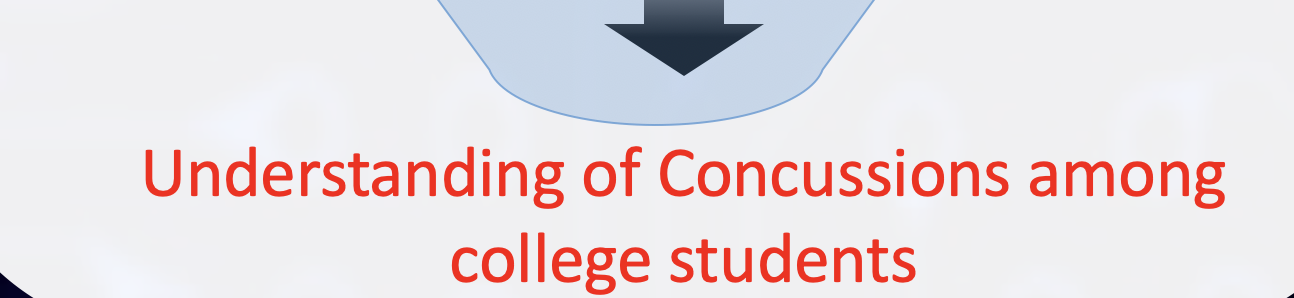 Understanding of Concussions among
college students